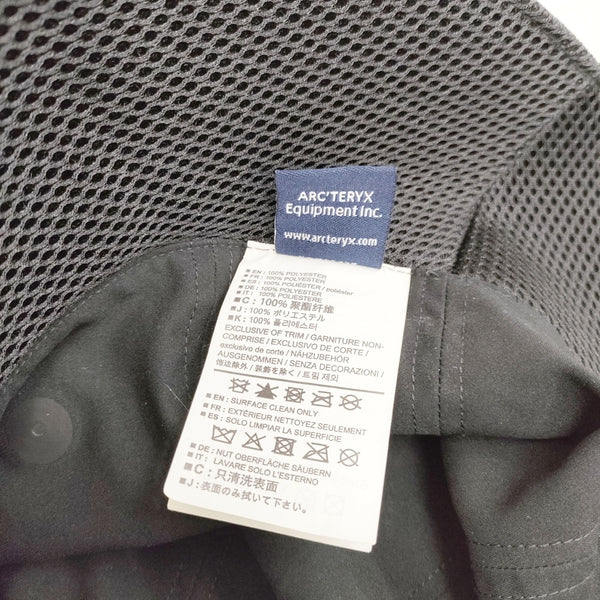 ARC'TERYX
Equipment Inc.
www.arcteryx.com
■EN: 100% POLYESTER
■FR : 100% POLYESTER
■ES : 100% POLIÉSTER / Poliéster
■DE : 100% POLYESTER
■IT : 100% POLIESTERE
■C: 100%聚酯纤维
■J : 100% ポリエステル
■K : 100% 폴리에스터
EXCLUSIVE OF TRIM / GARNITURE NON-
COMPRISE / EXCLUSIVO DE CORTE /
exclusivo de corte / NÄHZUBEHÖR
AUSGENOMMEN / SENZA DECORAZIONI /
饰边除外 / 装飾を除く / 트림 제외
■EN : SURFACE CLEAN ONLY
■FR : EXTÉRIEUR NETTOYEZ SEULEMENT
■ES : SOLO LIMPIAR LA SUPERFICIE
■DE : NUT OBERFLÄCHE SÄUBERN
■IT : LAVARE SOLO L'ESTERNO
■C : 只清洗表面
■J : 表面のみ拭いて下さい。